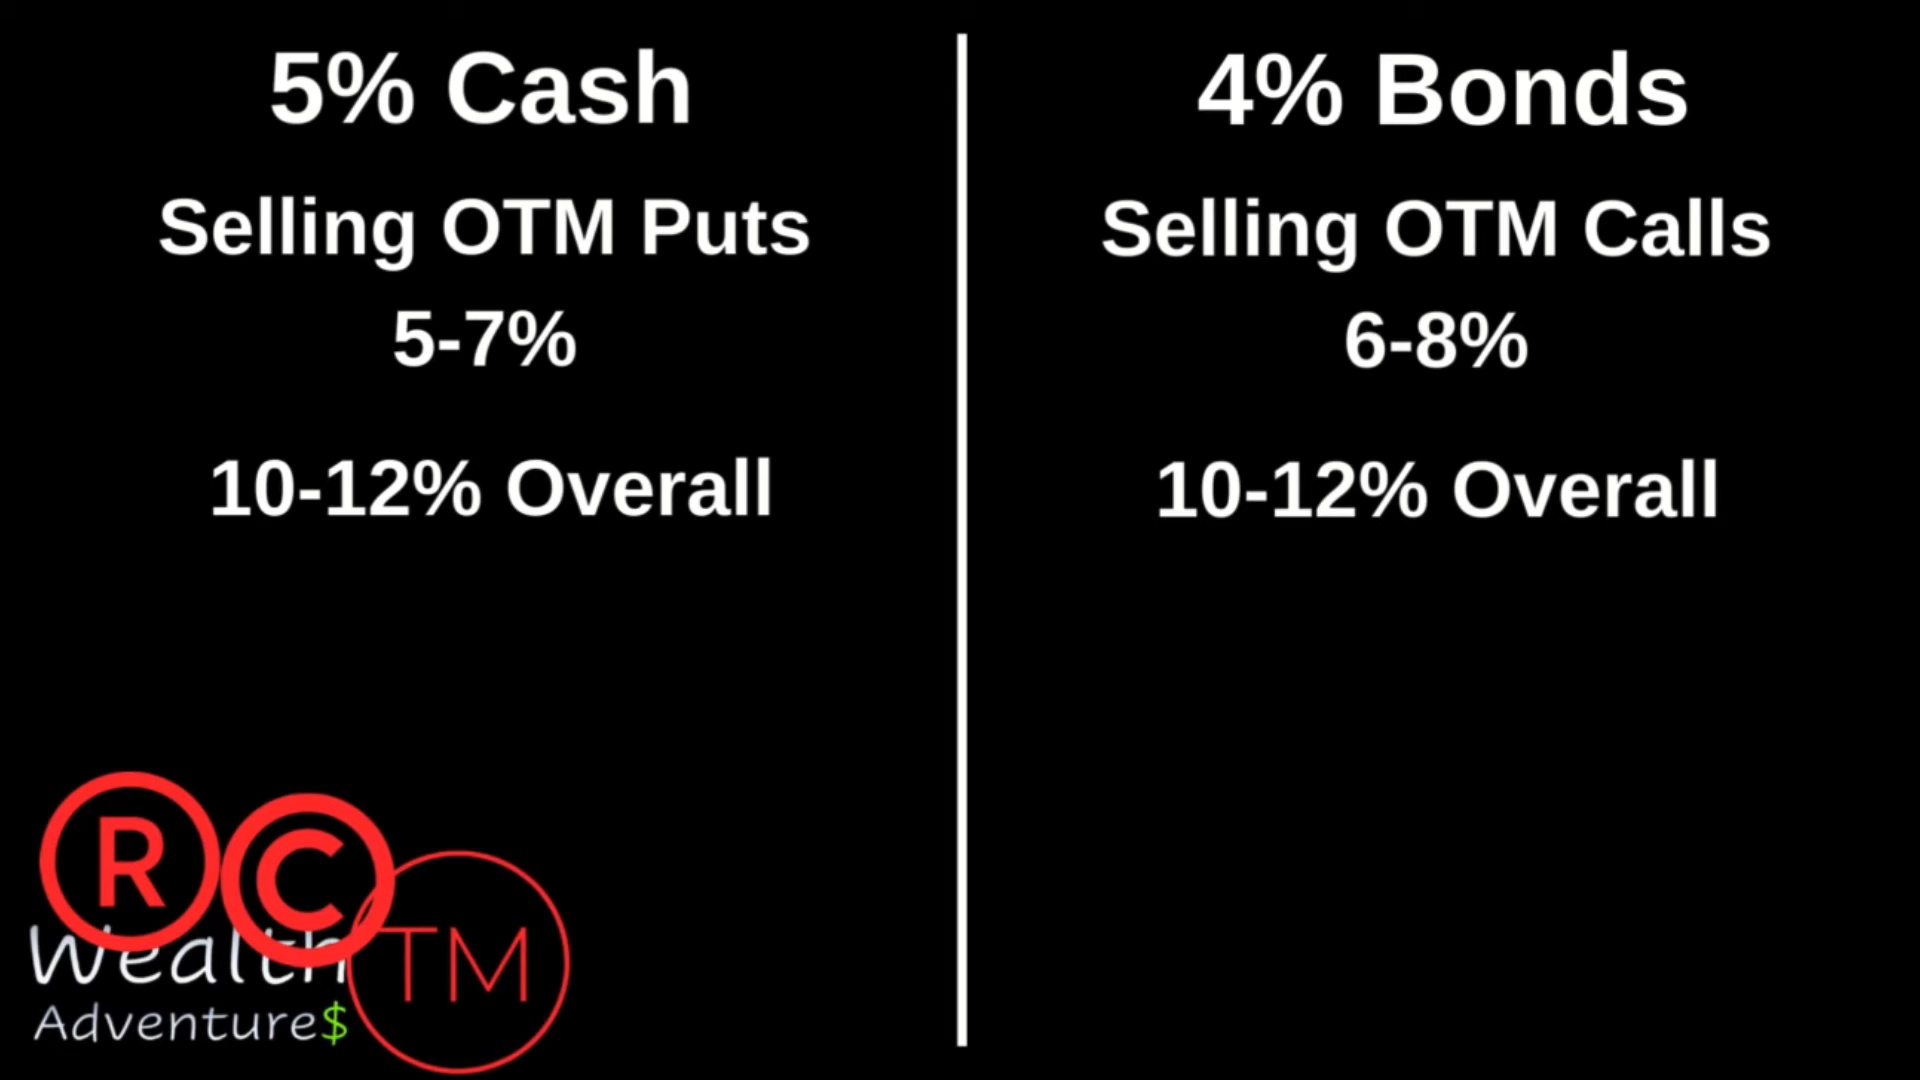 5% Cash
Selling OTM Puts
5-7%
10-12% Overall
4% Bonds
Selling OTM Calls
6-8%
10-12% Overall
R
C
TM
Wealth
Adventure$